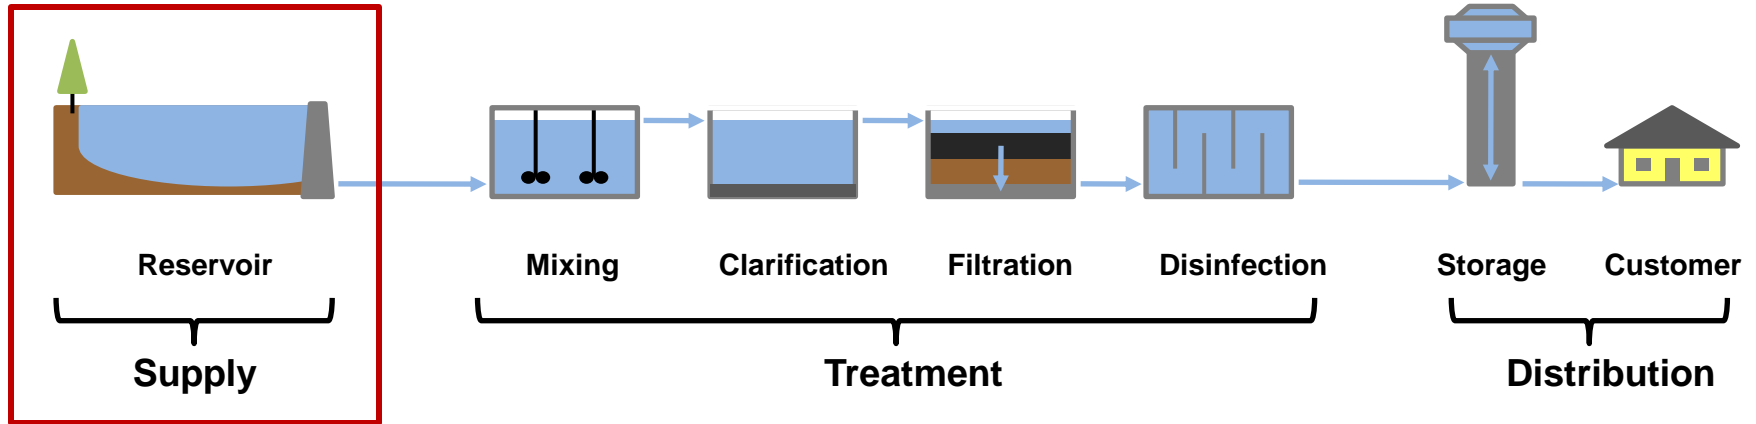 Reservoir Mixing Clarification Filtration Disinfection Storage Customer
Supply Treatment Distribution